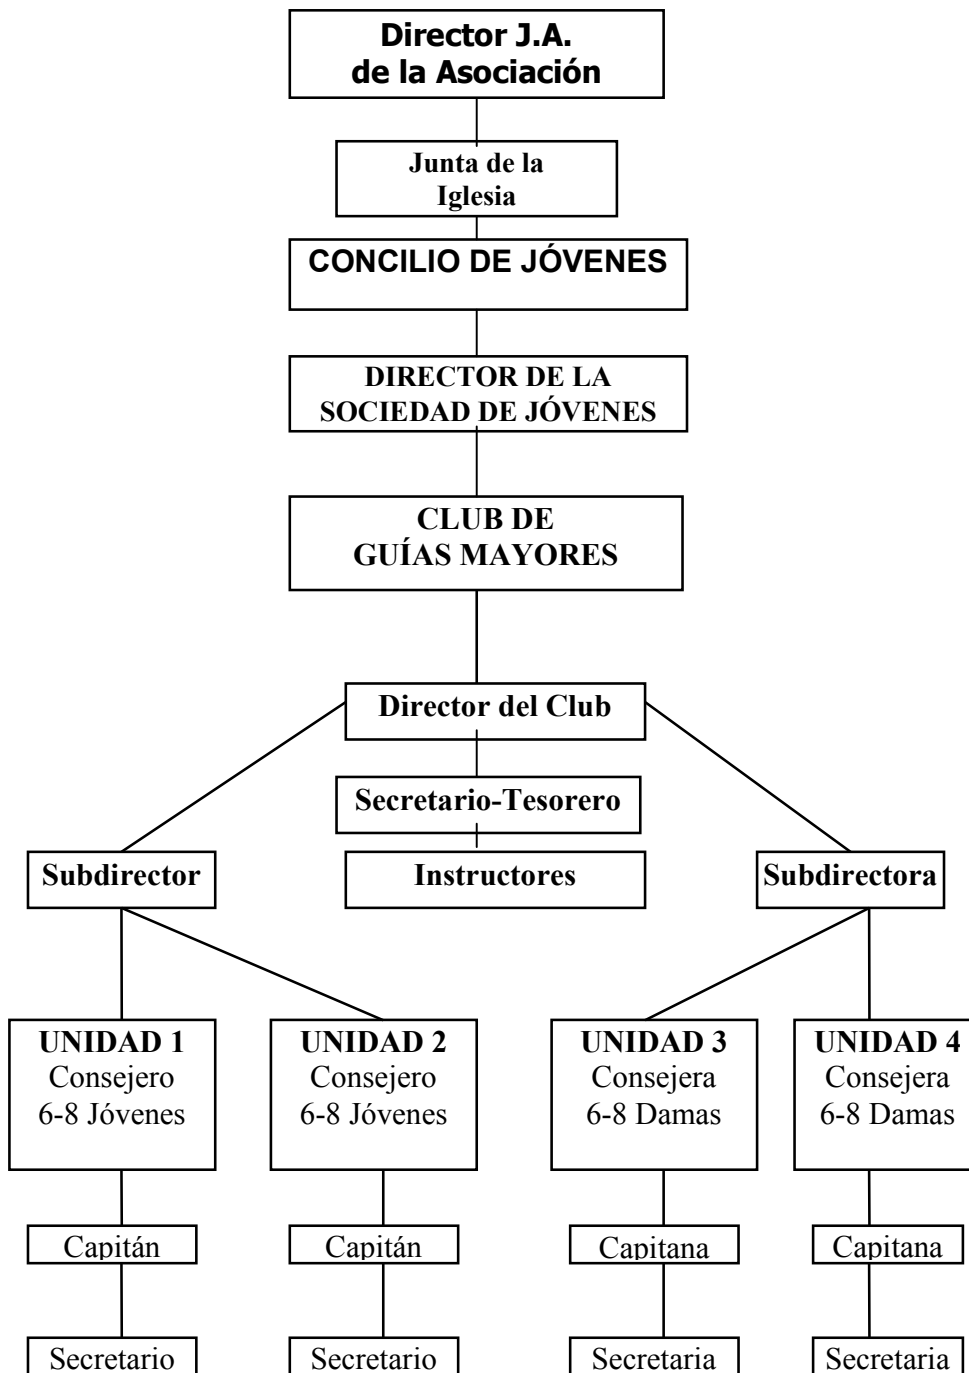 Director J.A.
de la Asociación
Junta de la
Iglesia
CONCILIO DE JÓVENES
DIRECTOR DE LA
SOCIEDAD DE JÓVENES
CLUB DE
GUÍAS MAYORES
Director del Club
Secretario-Tesorero
Subdirector
Instructores
Subdirectora
UNIDAD 1
Consejero
6-8 Jóvenes
UNIDAD 2
Consejero
6-8 Jóvenes
UNIDAD 3
Consejera
6-8 Damas
UNIDAD 4
Consejera
6-8 Damas
Capitán
Capitán
Capitana
Capitana
Secretario
Secretario
Secretaria
Secretaria